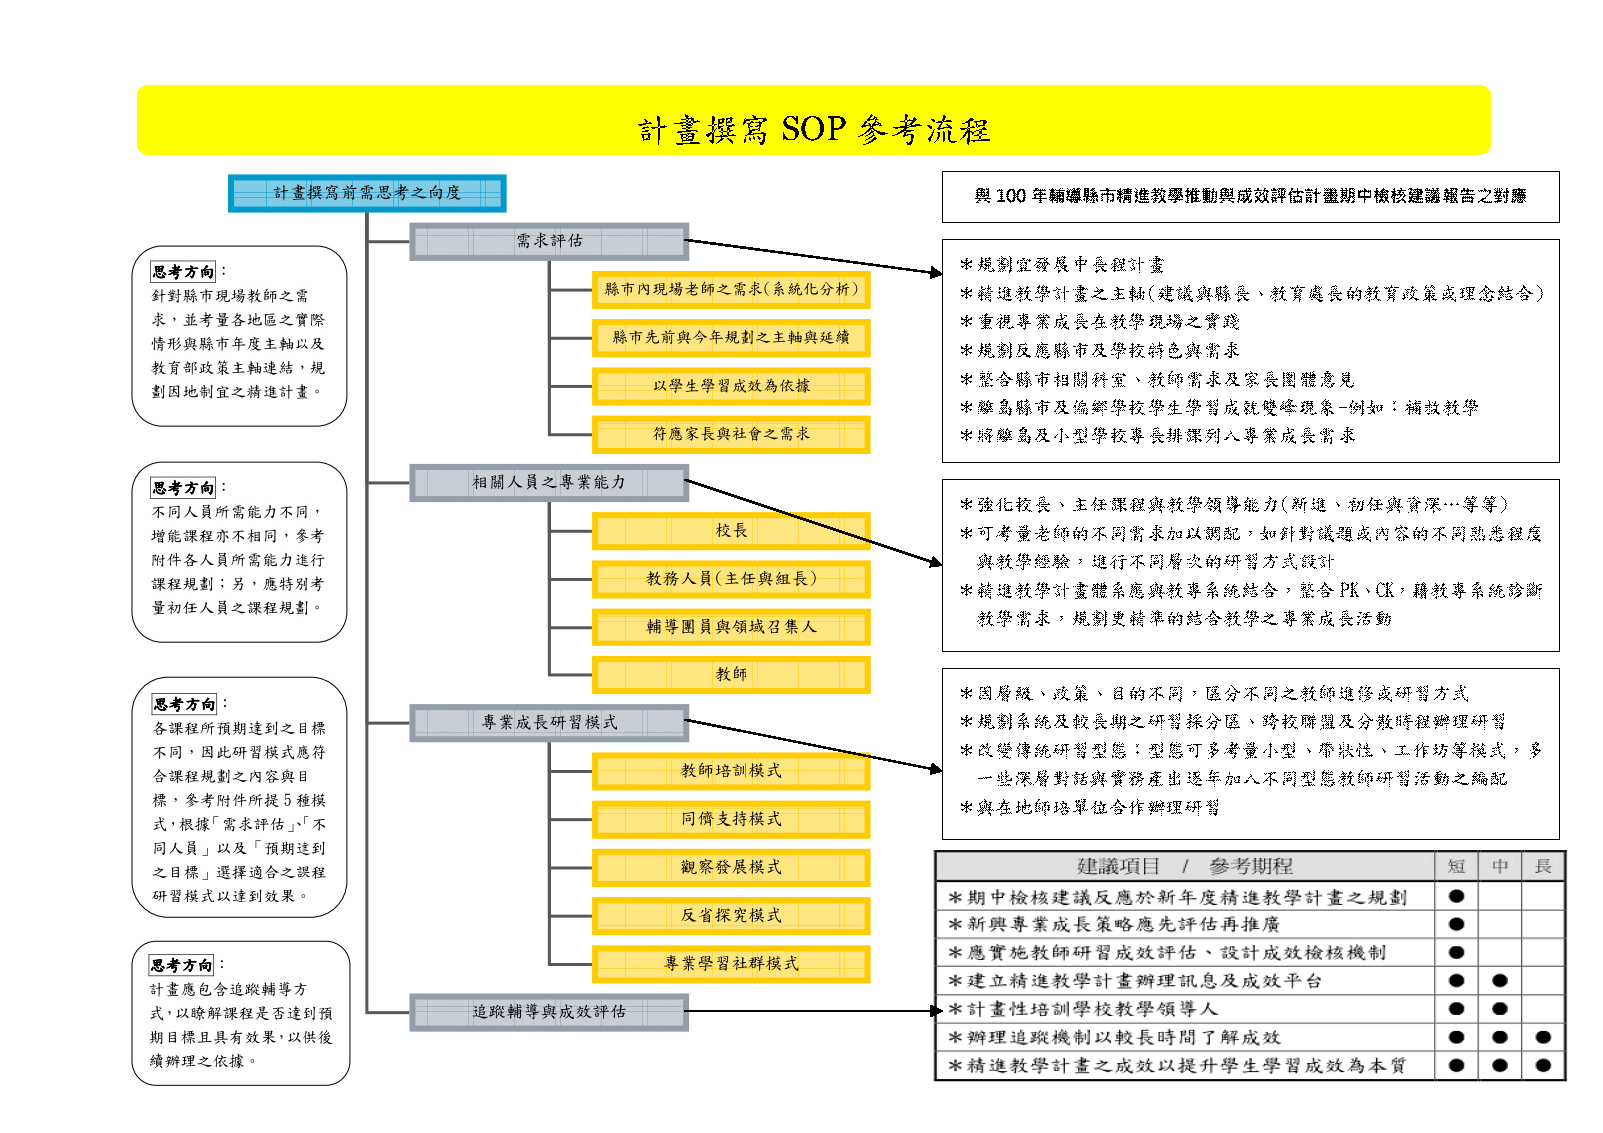 計畫撰寫 SOP 參考流程
計畫撰寫前需思考之向度
需求評估
縣市內現場老師之需求(系統化分析)
縣市先前與今年規劃之主軸與延續
以學生學習成效為依據
符應家長與社會之需求
相關人員之專業能力
校長
教務人員(主任與組長)
輔導團員與領域召集人
教師
專業成長研習模式
教師培訓模式
同儕支持模式
觀察發展模式
反省探究模式
專業學習社群模式
追蹤輔導與成效評估
思考方向：
針對縣市現場教師之需
求，並考量各地區之實際
情形與縣市年度主軸以及
教育部政策主軸連結，規
劃因地制宜之精進計畫。
思考方向：
不同人員所需能力不同，
增能課程亦不相同，參考
附件各人員所需能力進行
課程規劃；另，應特別考
量初任人員之課程規劃。
思考方向：
各課程所預期達到之目標
不同，因此研習模式應符
合課程規劃之內容與目
標，參考附件所提 5 種模
式，根據「需求評估」、「不
同人員」以及「預期達到
之目標」選擇適合之課程
研習模式以達到效果。
思考方向：
計畫應包含追蹤輔導方
式，以瞭解課程是否達到預
期目標且具有效果，以供後
續辦理之依據。
與 100 年輔導縣市精進教學推動與成效評估計畫期中檢核建議報告之對應
＊規劃宜發展中長程計畫
＊精進教學計畫之主軸(建議與縣長、教育處長的教育政策或理念結合)
＊重視專業成長在教學現場之實踐
＊規劃反應縣市及學校特色與需求
＊整合縣市相關科室、教師需求及家長團體意見
＊離島縣市及偏鄉學校學生學習成就雙峰現象-例如：補救教學
＊將離島及小型學校專長排課列入專業成長需求
＊強化校長、主任課程與教學領導能力(新進、初任與資深…等等)
＊可考量老師的不同需求加以調配，如針對議題或內容的不同熟悉程度
與教學經驗，進行不同層次的研習方式設計
＊精進教學計畫體系應與教專系統結合，整合 PK、CK，藉教專系統診斷
教學需求，規劃更精準的結合教學之專業成長活動
＊因層級、政策、目的不同，區分不同之教師進修或研習方式
＊規劃系統及較長期之研習採分區、跨校聯盟及分散時程辦理研習
＊改變傳統研習型態：型態可多考量小型、帶狀性、工作坊等模式，多
一些深層對話與實務產出逐年加入不同型態教師研習活動之編配
＊與在地師培單位合作辦理研習
建議項目 / 參考期程 短 中 長
＊期中檢核建議反應於新年度精進教學計畫之規劃 ●
＊新興專業成長策略應先評估再推廣 ●
＊應實施教師研習成效評估、設計成效檢核機制 ●
＊建立精進教學計畫辦理訊息及成效平台 ● ●
＊計畫性培訓學校教學領導人 ● ●
＊辦理追蹤機制以較長時間了解成效 ● ● ●
＊精進教學計畫之成效以提升學生學習成效為本質 ● ● ●